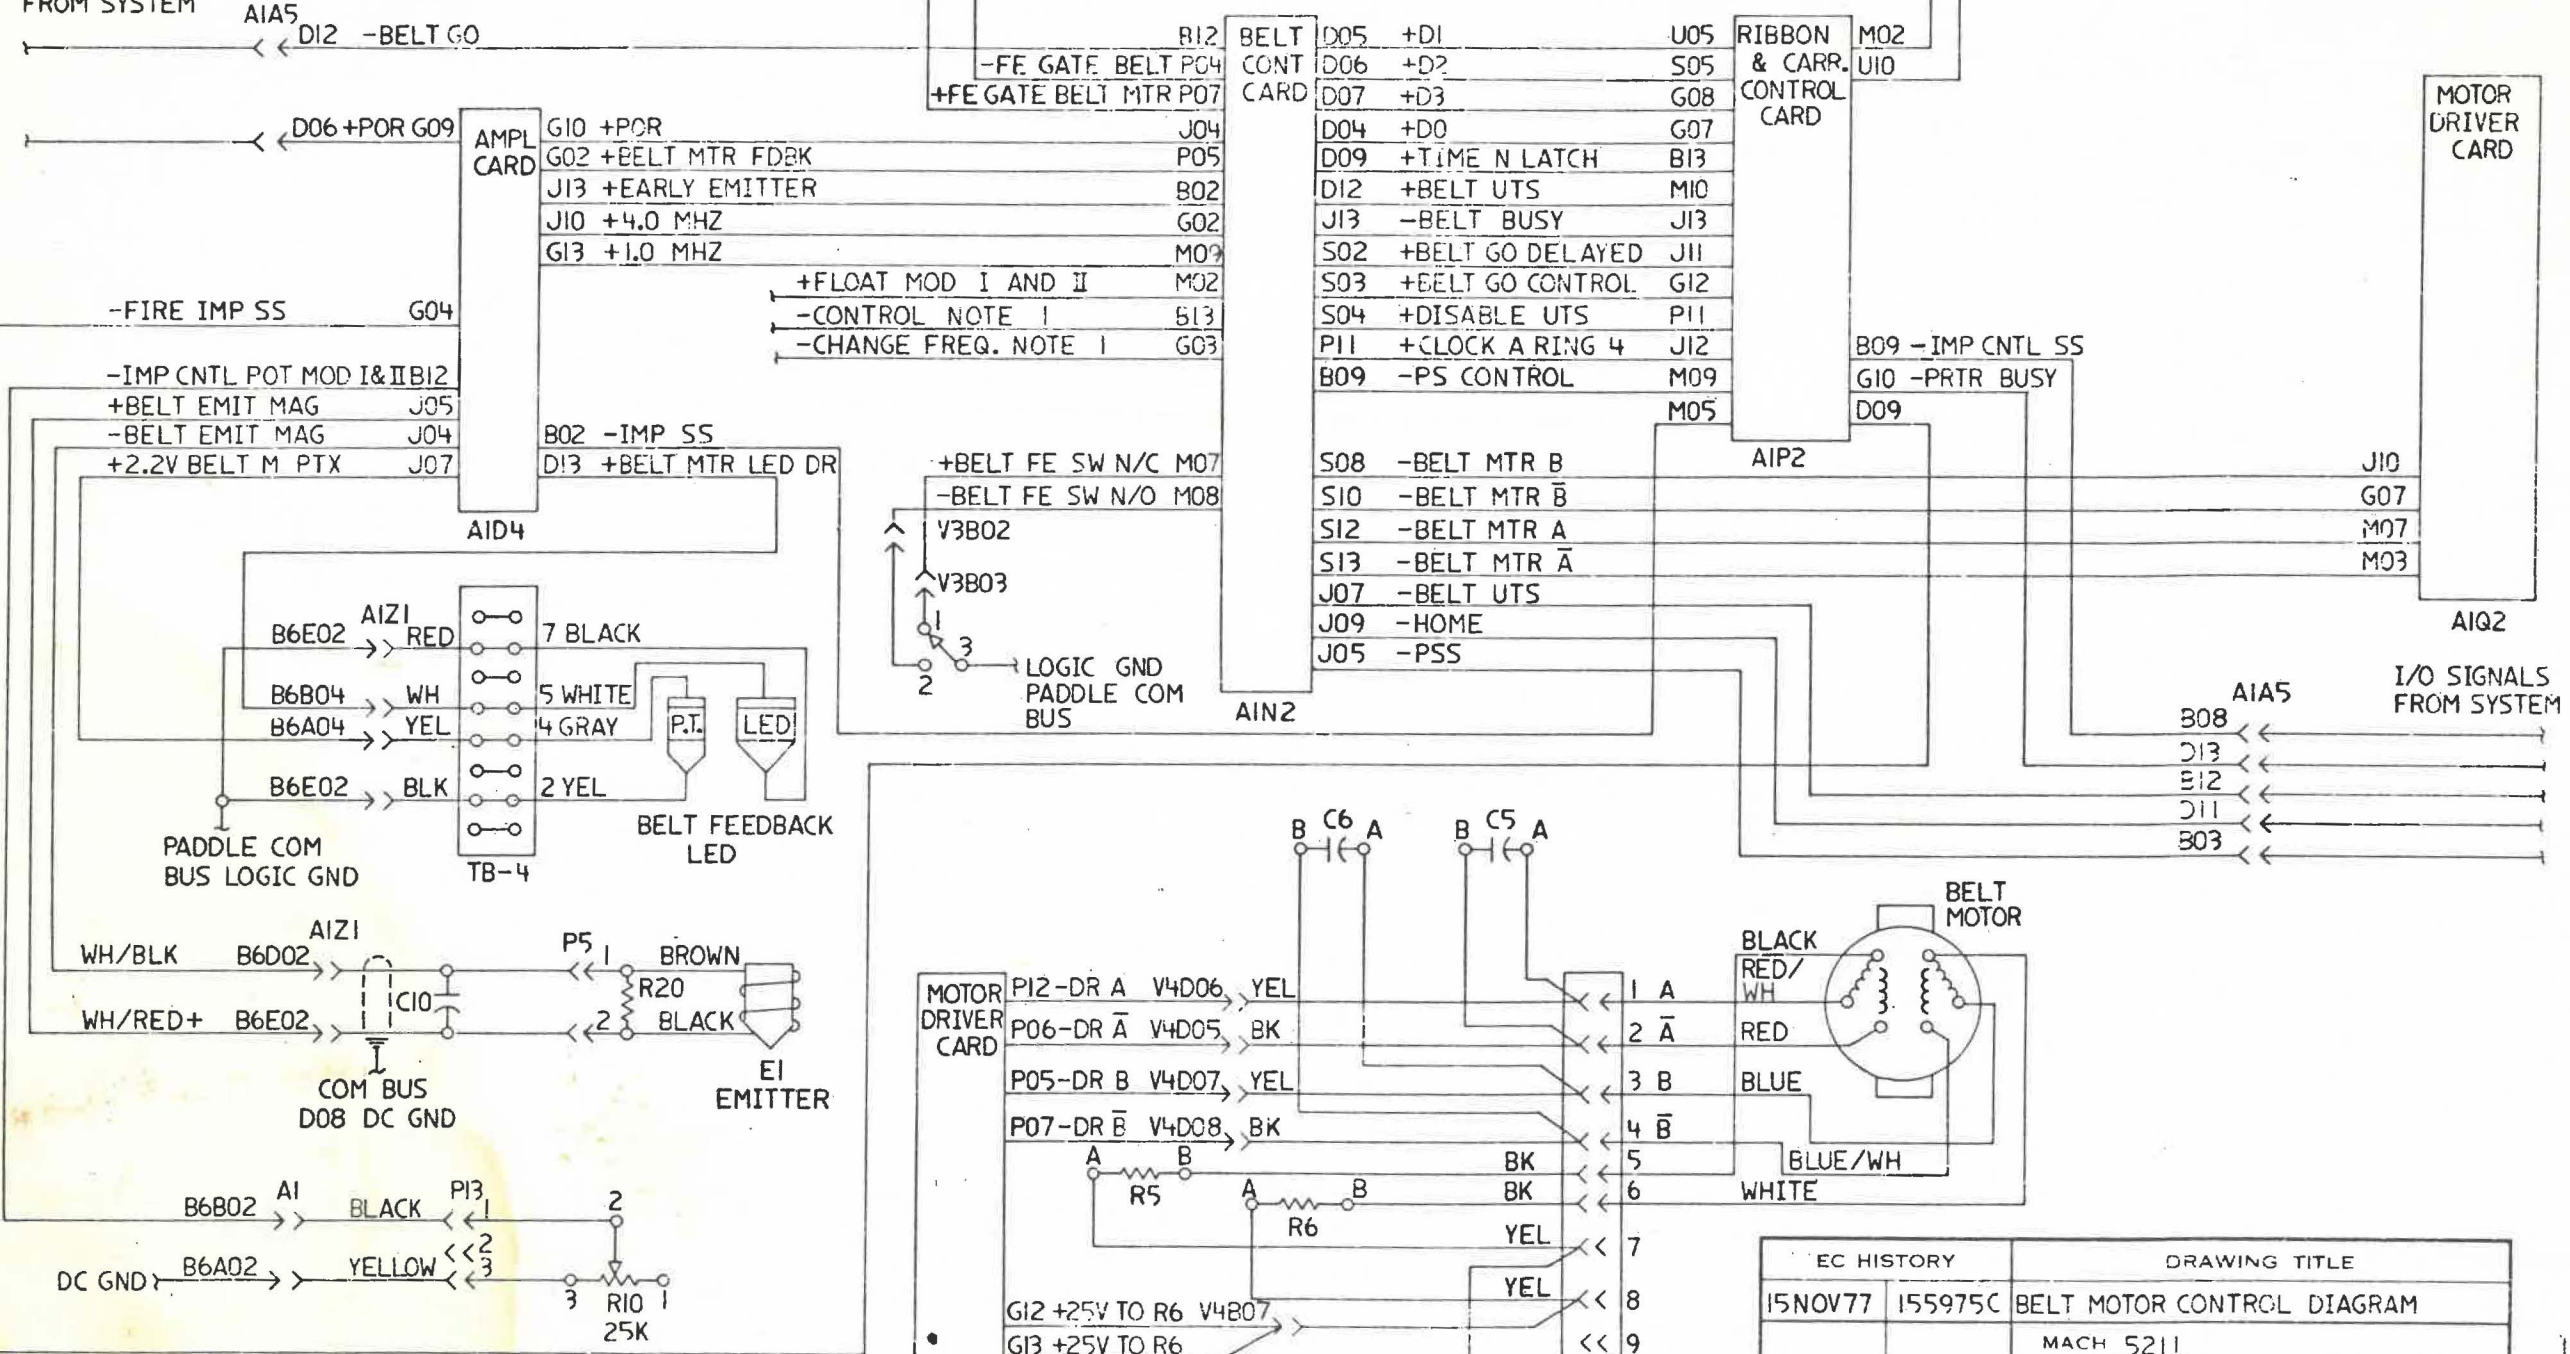 FROM SYSTEM
A1A5
D12 -BELT GO
D06 +POR G09
-FIRE IMP SS G04
-IMP CNTL POT MOD I&II B12
+BELT EMIT MAG J05
-BELT EMIT MAG J04
+2.2V BELT M PTX J07
AMPL
CARD
G10 +POR
G02 +BELT MTR FDBK
J13 +EARLY EMITTER
J10 +4.0 MHZ
G13 +1.0 MHZ
B02 -IMP SS
D13 +BELT MTR LED DR
A1D4
B12
-FE GATE BELT P04
+FE GATE BELT MTR P07
J04
P05
B02
G02
M09
+FLOAT MOD I AND II M02
-CONTROL NOTE 1 B13
-CHANGE FREQ. NOTE 1 G03
+BELT FE SW N/C M07
-BELT FE SW N/O M08
V3B02
V3B03
1
3
2
LOGIC GND
PADDLE COM
BUS
BELT
CONT
CARD
A1N2
D05 +D1 U05
D06 +D2 S05
D07 +D3 G08
D04 +D0 G07
D09 +TIME N LATCH B13
D12 +BELT UTS M10
J13 -BELT BUSY J13
S02 +BELT GO DELAYED J11
S03 +BELT GO CONTROL G12
S04 +DISABLE UTS P11
P11 +CLOCK A RING 4 J12
B09 -PS CONTROL M09
M05
S08 -BELT MTR B J10
S10 -BELT MTR B̅ G07
S12 -BELT MTR A M07
S13 -BELT MTR A̅ M03
J07 -BELT UTS
J09 -HOME
J05 -PSS
RIBBON
& CARR.
CONTROL
CARD
M02
U10
B09 -IMP CNTL SS
G10 -PRTR BUSY
D09
A1P2
MOTOR
DRIVER
CARD
A1Q2
I/O SIGNALS
FROM SYSTEM
A1A5
B08
D13
B12
D11
B03
A1Z1
B6E02 RED 7 BLACK
B6B04 WH 5 WHITE
B6A04 YEL 4 GRAY
B6E02 BLK 2 YEL
P.T.
LED
BELT FEEDBACK
LED
PADDLE COM
BUS LOGIC GND
TB-4
A1Z1
WH/BLK B6D02
P5 1 BROWN
C10
R20
WH/RED+ B6E02
2 BLACK
COM BUS
D08 DC GND
E1
EMITTER
B6B02 A1 BLACK P13 1
2
2
DC GND B6A02 YELLOW 3
3 R10 1
25K
B C6 A
B C5 A
MOTOR
DRIVER
CARD
P12-DR A V4D06 YEL
P06-DR A̅ V4D05 BK
P05-DR B V4D07 YEL
P07-DR B̅ V4D08 BK
A B
R5
BK
A B
R6
BK
YEL
YEL
G12 +25V TO R6 V4B07
G13 +25V TO R6
1 A
2 A̅
3 B
4 B̅
5
6
7
8
9
BLACK
RED/
WH
RED
BLUE
BLUE/WH
WHITE
BELT
MOTOR
EC HISTORY DRAWING TITLE
15NOV77 155975C BELT MOTOR CONTROL DIAGRAM
MACH 5211